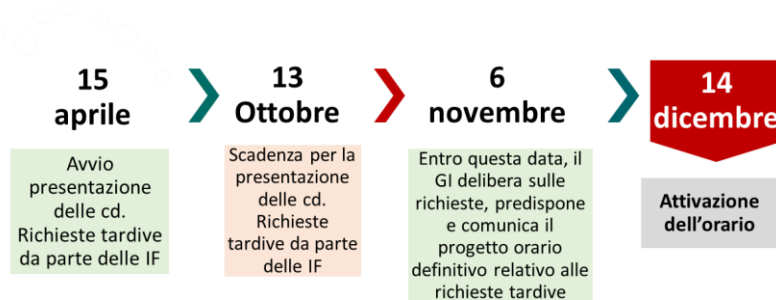 15
aprile
Avvio
presentazione
delle cd.
Richieste tardive
da parte delle IF
13
Ottobre
Scadenza per la
presentazione
delle cd.
Richieste
tardive da parte
delle IF
6
novembre
Entro questa data, il
GI delibera sulle
richieste, predispone
e comunica il
progetto orario
definitivo relativo alle
richieste tardive
14
dicembre
Attivazione
dell'orario